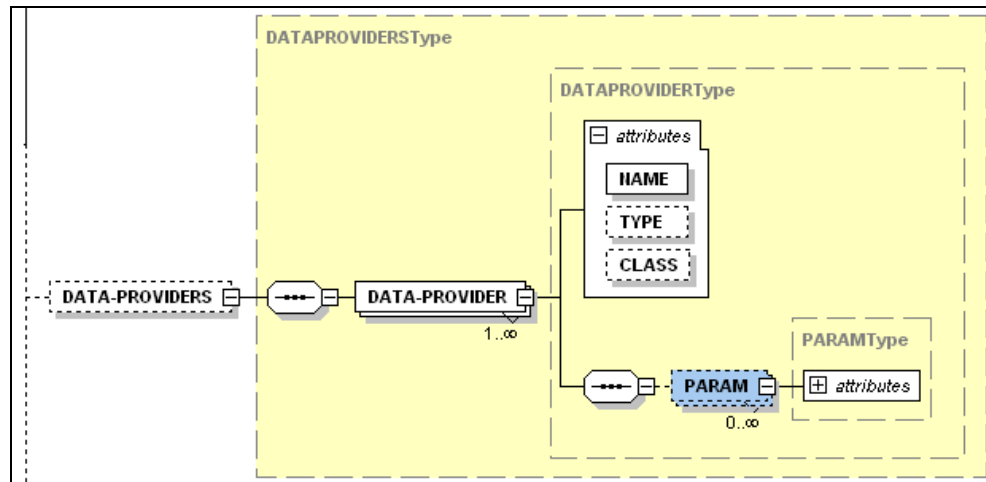 DATAPROVIDERSType
DATAPROVIDERType
attributes
NAME
TYPE
CLASS
DATA-PROVIDERS
DATA-PROVIDER
1..∞
PARAMType
PARAM
attributes
0..∞